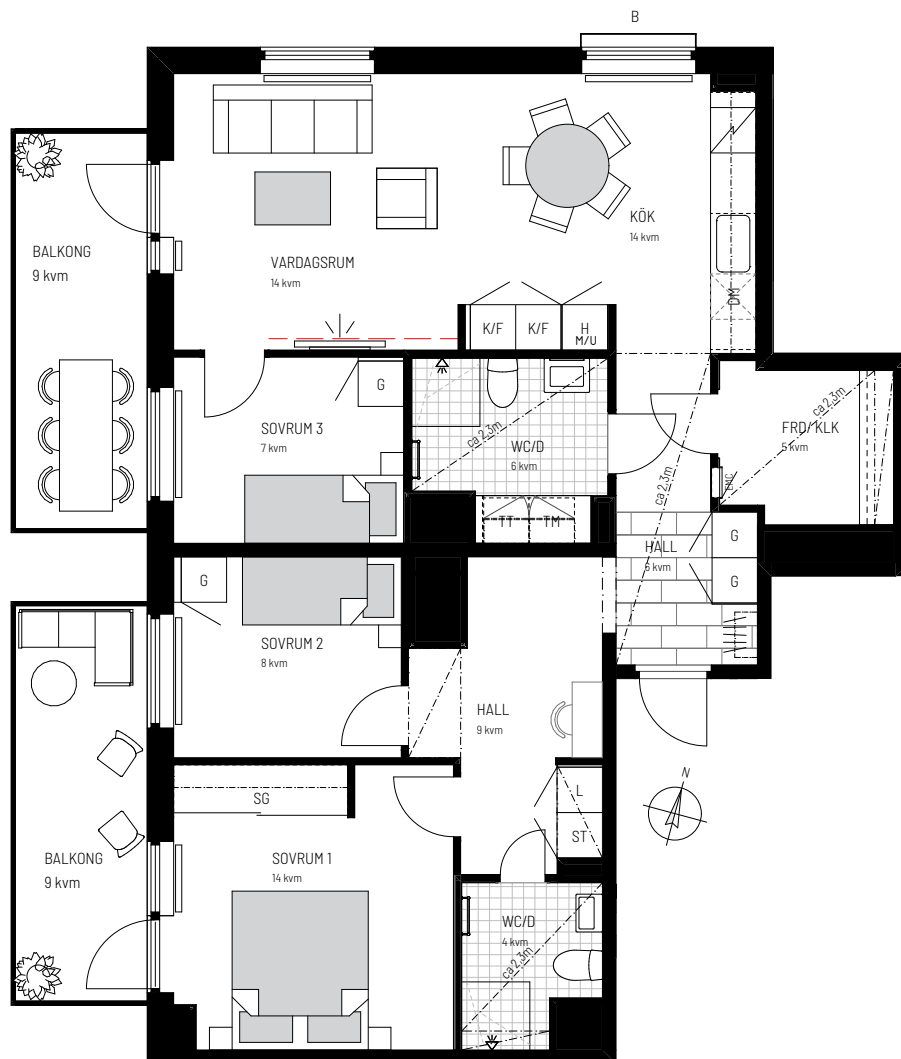 B
BALKONG
9 kvm
VARDAGSRUM
14 kvm
KÖK
14 kvm
DM
K/F
K/F
H
M/U
G
SOVRUM 3
7 kvm
ca 2,3m
WC/D
6 kvm
TT
TM
ca 2,3m
FRD/KLK
5 kvm
ca 2,3m
EMC
HALL
6 kvm
G
G
G
SOVRUM 2
8 kvm
HALL
9 kvm
N
SG
L
ST
BALKONG
9 kvm
SOVRUM 1
14 kvm
WC/D
4 kvm
ca 2,3m